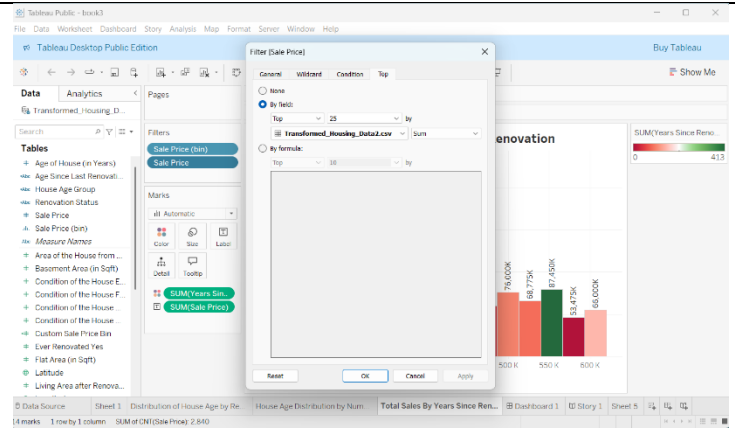 Tableau Public - book3
File Data Worksheet Dashboard Story Analysis Map Format Server Window Help
Tableau Desktop Public Edition
Buy Tableau
Show Me
Data Analytics
Transformed_Housing_D...
Search
Tables
Age of House (in Years)
Age Since Last Renovati...
House Age Group
Renovation Status
Sale Price
Sale Price (bin)
Measure Names
Area of the House from ...
Basement Area (in Sqft)
Condition of the House E...
Condition of the House F...
Condition of the House ...
Condition of the House ...
Custom Sale Price Bin
Ever Renovated Yes
Flat Area (in Sqft)
Latitude
Living Area after Renova...
Pages
Filters
Sale Price (bin)
Sale Price
Marks
Automatic
Color Size Label
Detail Tooltip
SUM(Years Sin..
SUM(Sale Price)
Filter [Sale Price]
General Wildcard Condition Top
None
By field:
Top 25 by
Transformed_Housing_Data2.csv Sum
By formula:
Top 10 by
Reset OK Cancel Apply
enovation
76,000K
68,775K
87,450K
53,475K
66,000K
500 K 550 K 600 K
SUM(Years Since Reno...
0 413
Data Source Sheet 1 Distribution of House Age by Re... House Age Distribution by Num... Total Sales By Years Since Ren... Dashboard 1 Story 1 Sheet 5
14 marks 1 row by 1 column SUM of CNT(Sale Price): 2,840